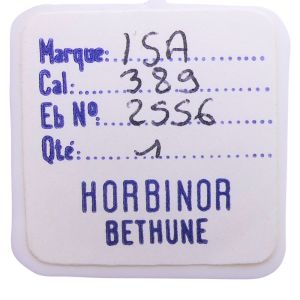 Marque: ISA
Cal: 389
Eb Nº: 2556
Qté: 1
HORBINOR
BETHUNE